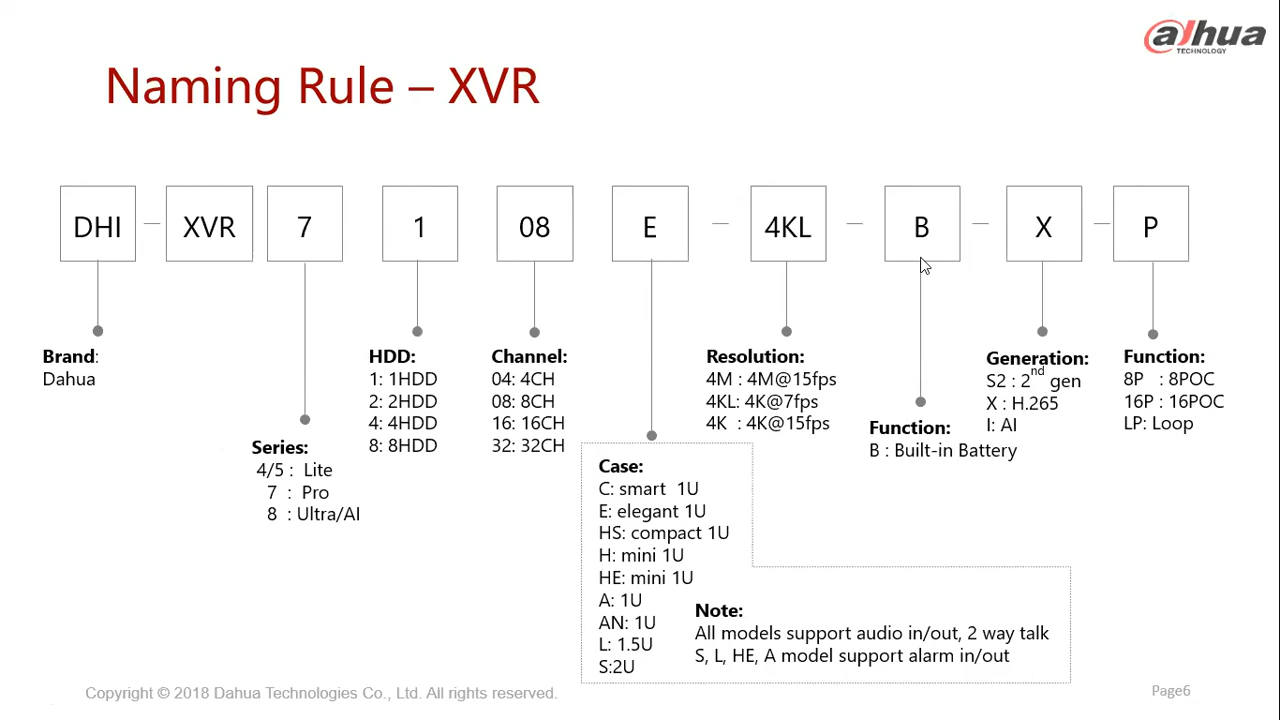 alhua
TECHNOLOGY
Naming Rule – XVR
DHI – XVR 7 1 08 E – 4KL – B – X – P
Brand:
Dahua
Series:
4/5 : Lite
7 : Pro
8 : Ultra/AI
HDD:
1: 1HDD
2: 2HDD
4: 4HDD
8: 8HDD
Channel:
04: 4CH
08: 8CH
16: 16CH
32: 32CH
Case:
C: smart 1U
E: elegant 1U
HS: compact 1U
H: mini 1U
HE: mini 1U
A: 1U
AN: 1U
L: 1.5U
S:2U
Note:
All models support audio in/out, 2 way talk
S, L, HE, A model support alarm in/out
Resolution:
4M : 4M@15fps
4KL: 4K@7fps
4K : 4K@15fps
Function:
B : Built-in Battery
Generation:
S2 : 2nd gen
X : H.265
I: AI
Function:
8P : 8POC
16P : 16POC
LP: Loop
Copyright © 2018 Dahua Technologies Co., Ltd. All rights reserved.
Page6